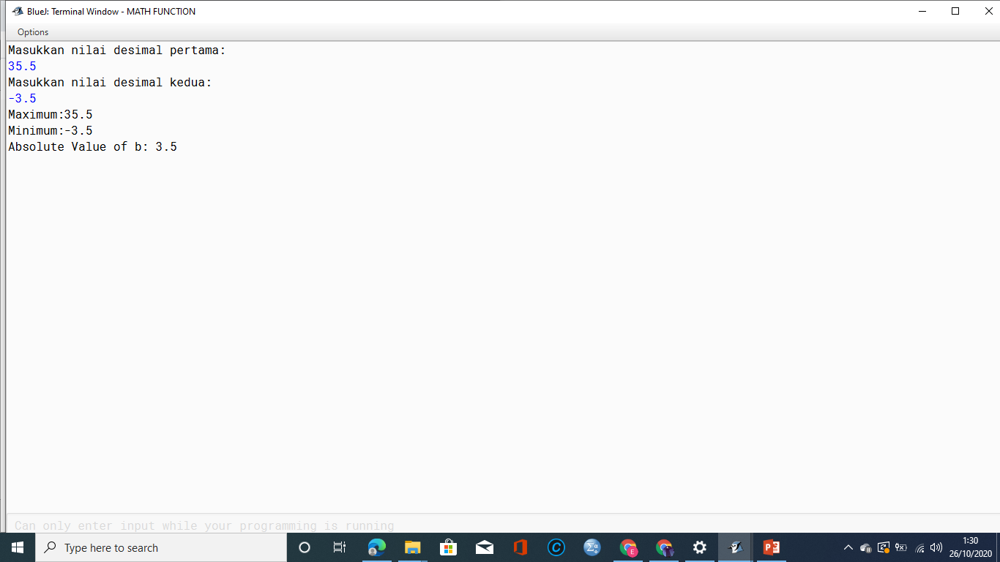 BlueJ: Terminal Window - MATH FUNCTION
Options
Masukkan nilai desimal pertama:
35.5
Masukkan nilai desimal kedua:
-3.5
Maximum:35.5
Minimum:-3.5
Absolute Value of b: 3.5
Can only enter input while your programming is running
Type here to search
1:30
26/10/2020